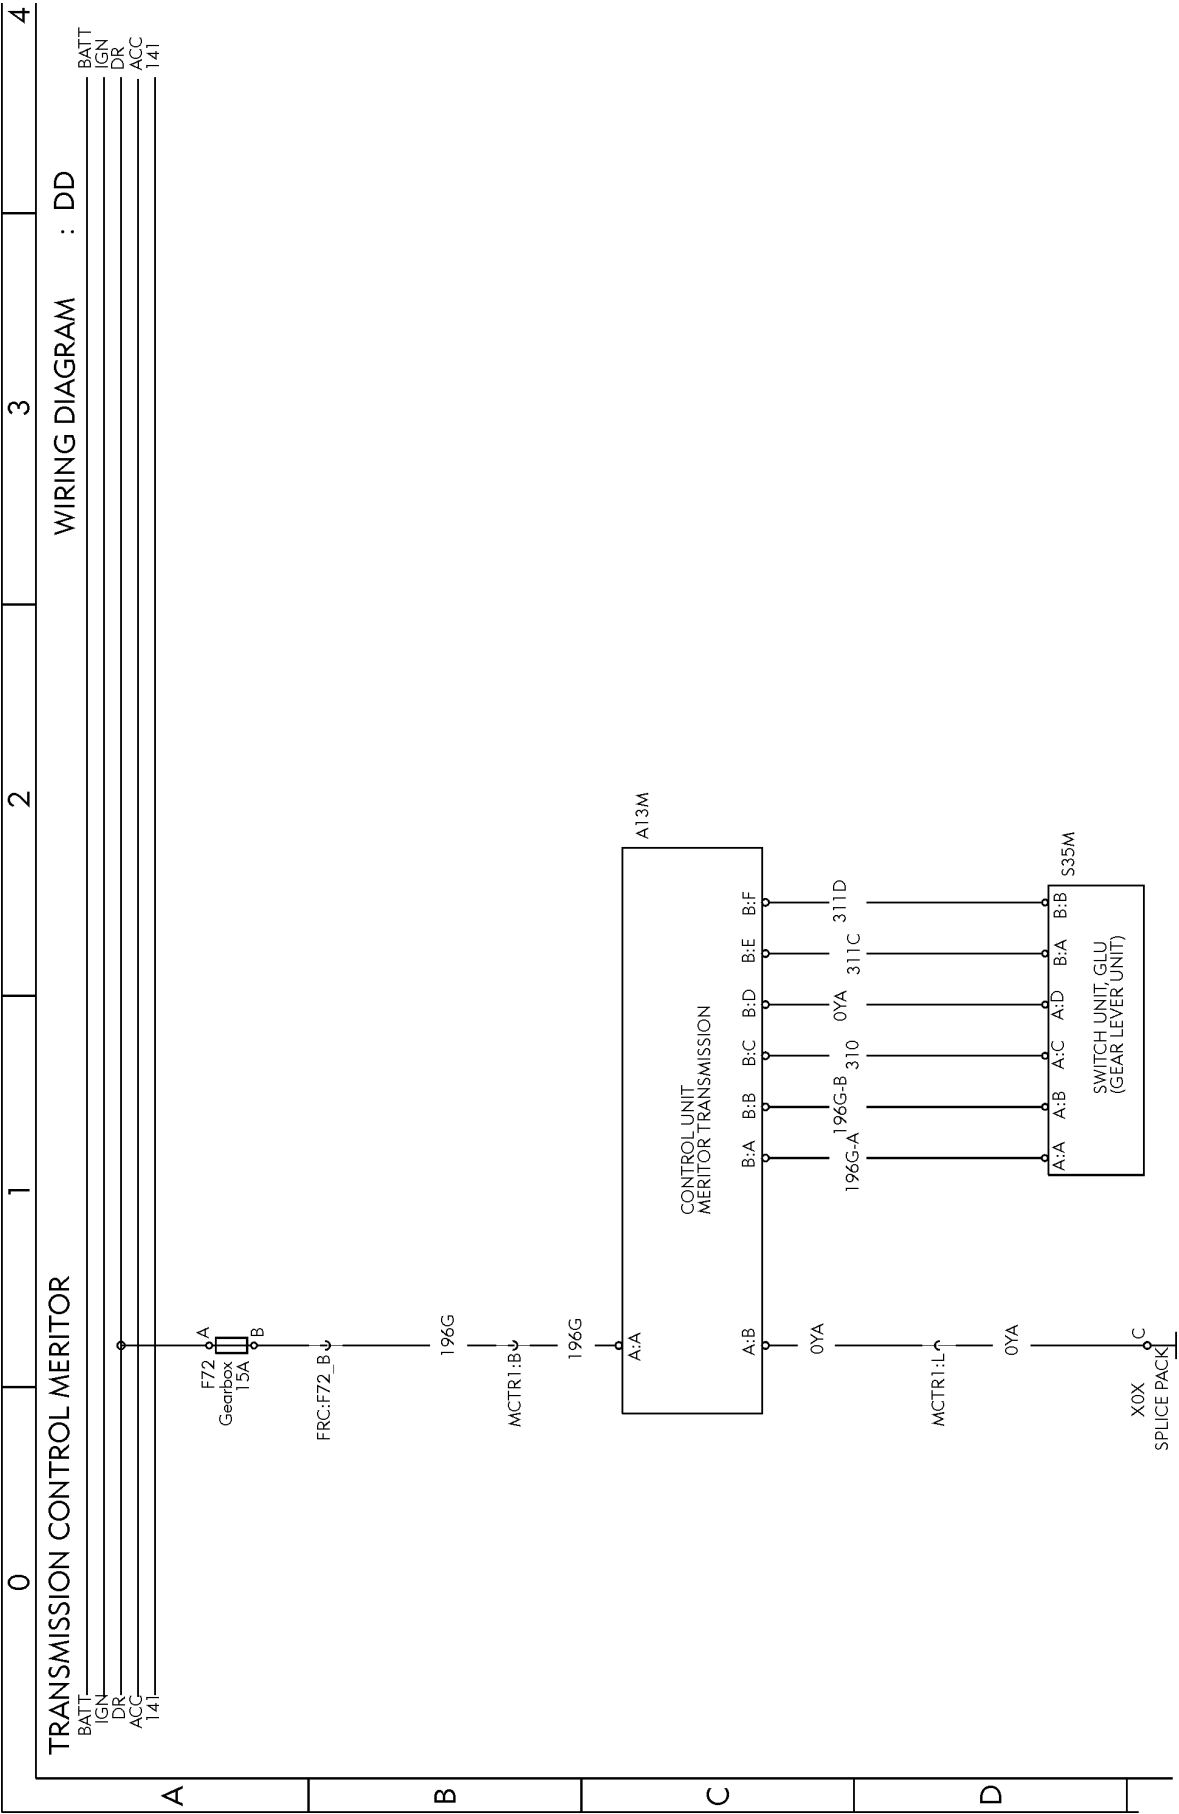 0
1
2
3
4
TRANSMISSION CONTROL MERITOR
WIRING DIAGRAM : DD
BATT
IGN
DR
ACC
141
BATT
IGN
DR
ACC
141
A
B
C
D
A
F72
Gearbox
15A
B
FRC:F72_B
196G
MCTR1:B
196G
A13M
A:A
CONTROL UNIT
MERITOR TRANSMISSION
A:B
B:A
B:B
B:C
B:D
B:E
B:F
0YA
196G-A
196G-B
310
0YA
311C
311D
MCTR1:L
0YA
S35M
A:A
A:B
A:C
A:D
B:A
B:B
SWITCH UNIT, GLU
(GEAR LEVER UNIT)
X0X
C
SPLICE PACK